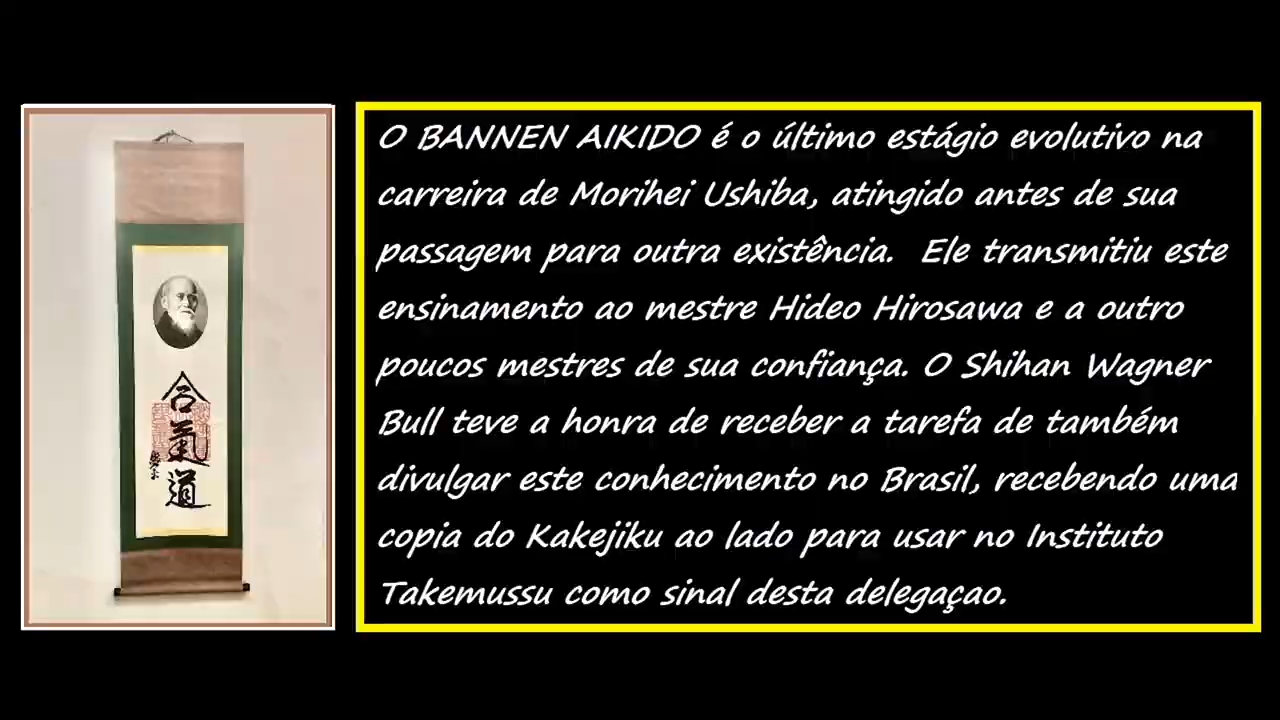 合
氣
道
O BANNEN AIKIDO é o último estágio evolutivo na
carreira de Morihei Ushiba, atingido antes de sua
passagem para outra existência. Ele transmitiu este
ensinamento ao mestre Hideo Hirosawa e a outro
poucos mestres de sua confiança. O Shihan Wagner
Bull teve a honra de receber a tarefa de também
divulgar este conhecimento no Brasil, recebendo uma
copia do Kakejiku ao lado para usar no Instituto
Takemussu como sinal desta delegaçao.